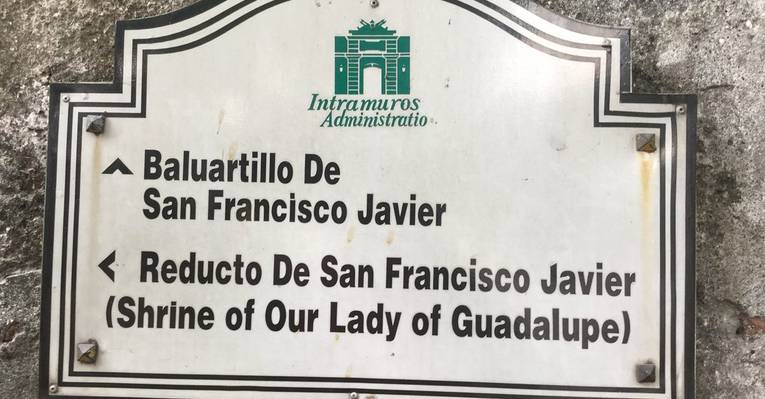 Intramuros
Administratio
Baluartillo De
San Francisco Javier
Reducto De San Francisco Javier
(Shrine of Our Lady of Guadalupe)